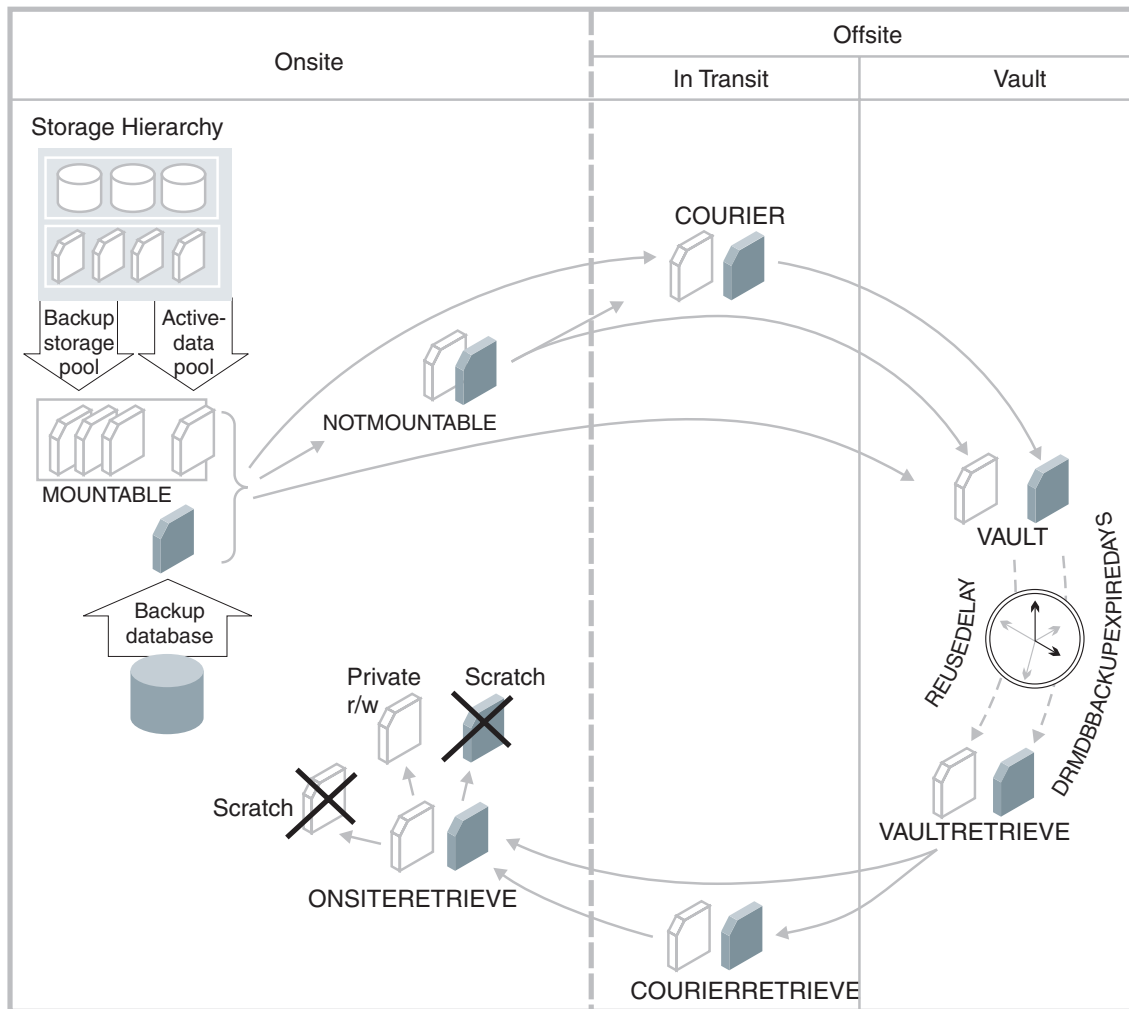 Offsite
Onsite
In Transit
Vault
Storage Hierarchy
COURIER
Backup
storage
pool
Active-
data
pool
NOTMOUNTABLE
MOUNTABLE
VAULT
Backup
database
REUSEDELAY
DRMDBBACKUPEXPIREDAYS
Private
r/w
Scratch
Scratch
VAULTRETRIEVE
ONSITERETRIEVE
COURIERRETRIEVE